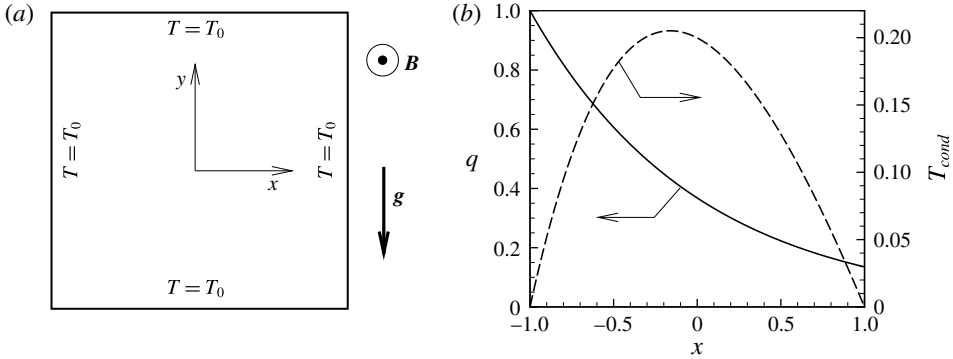 (a)
T = T0
y
B
T = T0
T = T0
x
g
T = T0
(b)
1.0
0.8
0.6
q
0.4
0.2
0
0.20
0.15
0.10
Tcond
0.05
0
−1.0
−0.5
0
0.5
1.0
x